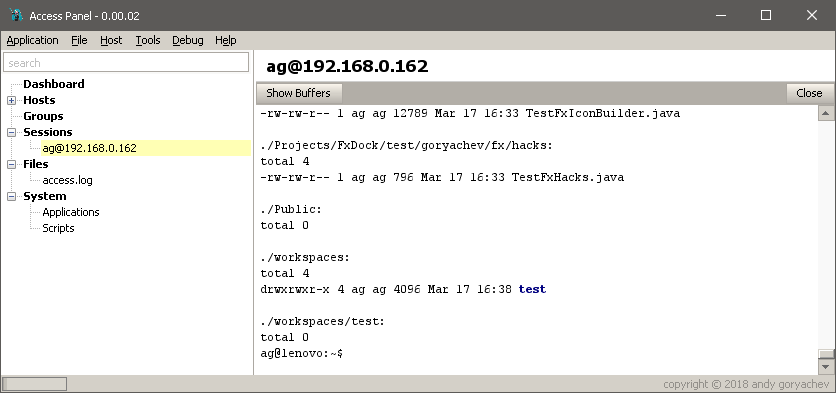 Access Panel - 0.00.02
Application File Host Tools Debug Help
search
Dashboard
Hosts
Groups
Sessions
ag@192.168.0.162
Files
access.log
System
Applications
Scripts
ag@192.168.0.162
Show Buffers Close
-rw-rw-r-- 1 ag ag 12789 Mar 17 16:33 TestFxIconBuilder.java
./Projects/FxDock/test/goryachev/fx/hacks:
total 4
-rw-rw-r-- 1 ag ag 796 Mar 17 16:33 TestFxHacks.java
./Public:
total 0
./workspaces:
total 4
drwxrwxr-x 4 ag ag 4096 Mar 17 16:38 test
./workspaces/test:
total 0
ag@lenovo:~$
copyright © 2018 andy goryachev